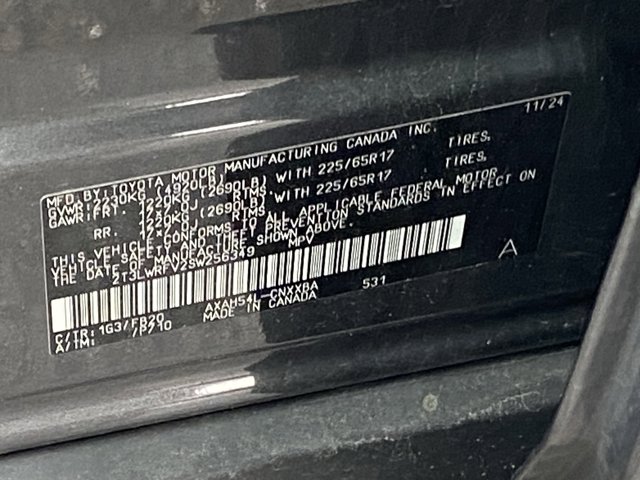 MFD.BY:TOYOTA MOTOR MANUFACTURING CANADA INC. 11/24
GVWR:2230KG (4920LB)
GAWR:FRT. 1220KG (2690LB) WITH 225/65R17 TIRES,
RIMS,
RR. 1220KG (2690LB) WITH 225/65R17 TIRES,
RIMS,
THIS VEHICLE CONFORMS TO ALL APPLICABLE FEDERAL MOTOR
VEHICLE SAFETY AND THEFT PREVENTION STANDARDS IN EFFECT ON
THE DATE OF MANUFACTURE SHOWN ABOVE.
2T3LWRFV2SW256349 MPV
A
C/TR: 1G3/FB20 AXAH54L-CNXXBA 531
A/TM: /P710 MADE IN CANADA